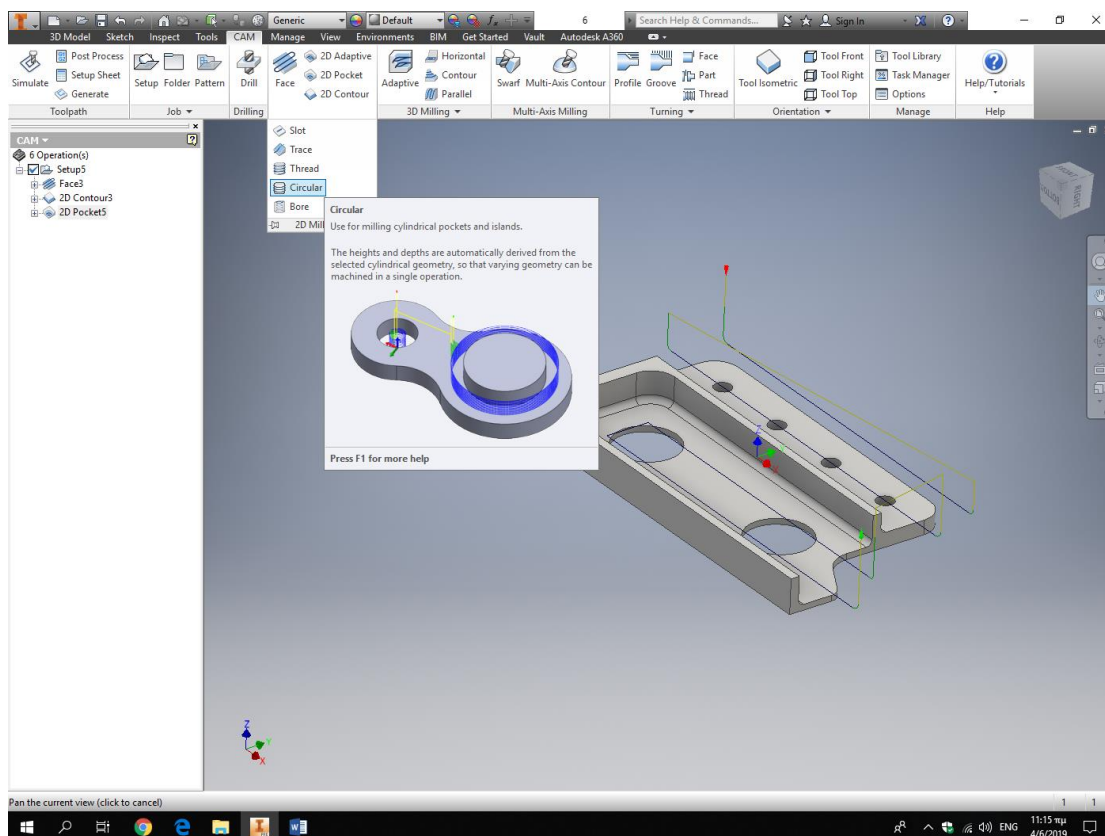 Generic
Default
6
Search Help & Commands...
Sign In
3D Model Sketch Inspect Tools CAM Manage View Environments BIM Get Started Vault Autodesk A360
Simulate
Post Process
Setup Sheet
Generate
Toolpath
Setup Folder Pattern
Job
Drill
Drilling
Face
2D Adaptive
2D Pocket
2D Contour
Adaptive
Horizontal
Contour
Parallel
3D Milling
Swarf Multi-Axis Contour
Multi-Axis Milling
Profile Groove
Face
Part
Thread
Turning
Tool Isometric
Tool Front
Tool Right
Tool Top
Orientation
Tool Library
Task Manager
Options
Manage
Help/Tutorials
Help
Slot
Trace
Thread
Circular
Bore
2D Mill
CAM
6 Operation(s)
Setup5
Face3
2D Contour3
2D Pocket5
Circular
Use for milling cylindrical pockets and islands.
The heights and depths are automatically derived from the
selected cylindrical geometry, so that varying geometry can be
machined in a single operation.
Press F1 for more help
FRONT
RIGHT
Z
Y
X
Z
Y
X
Pan the current view (click to cancel)
1 1
ENG
11:15 πμ
4/6/2019